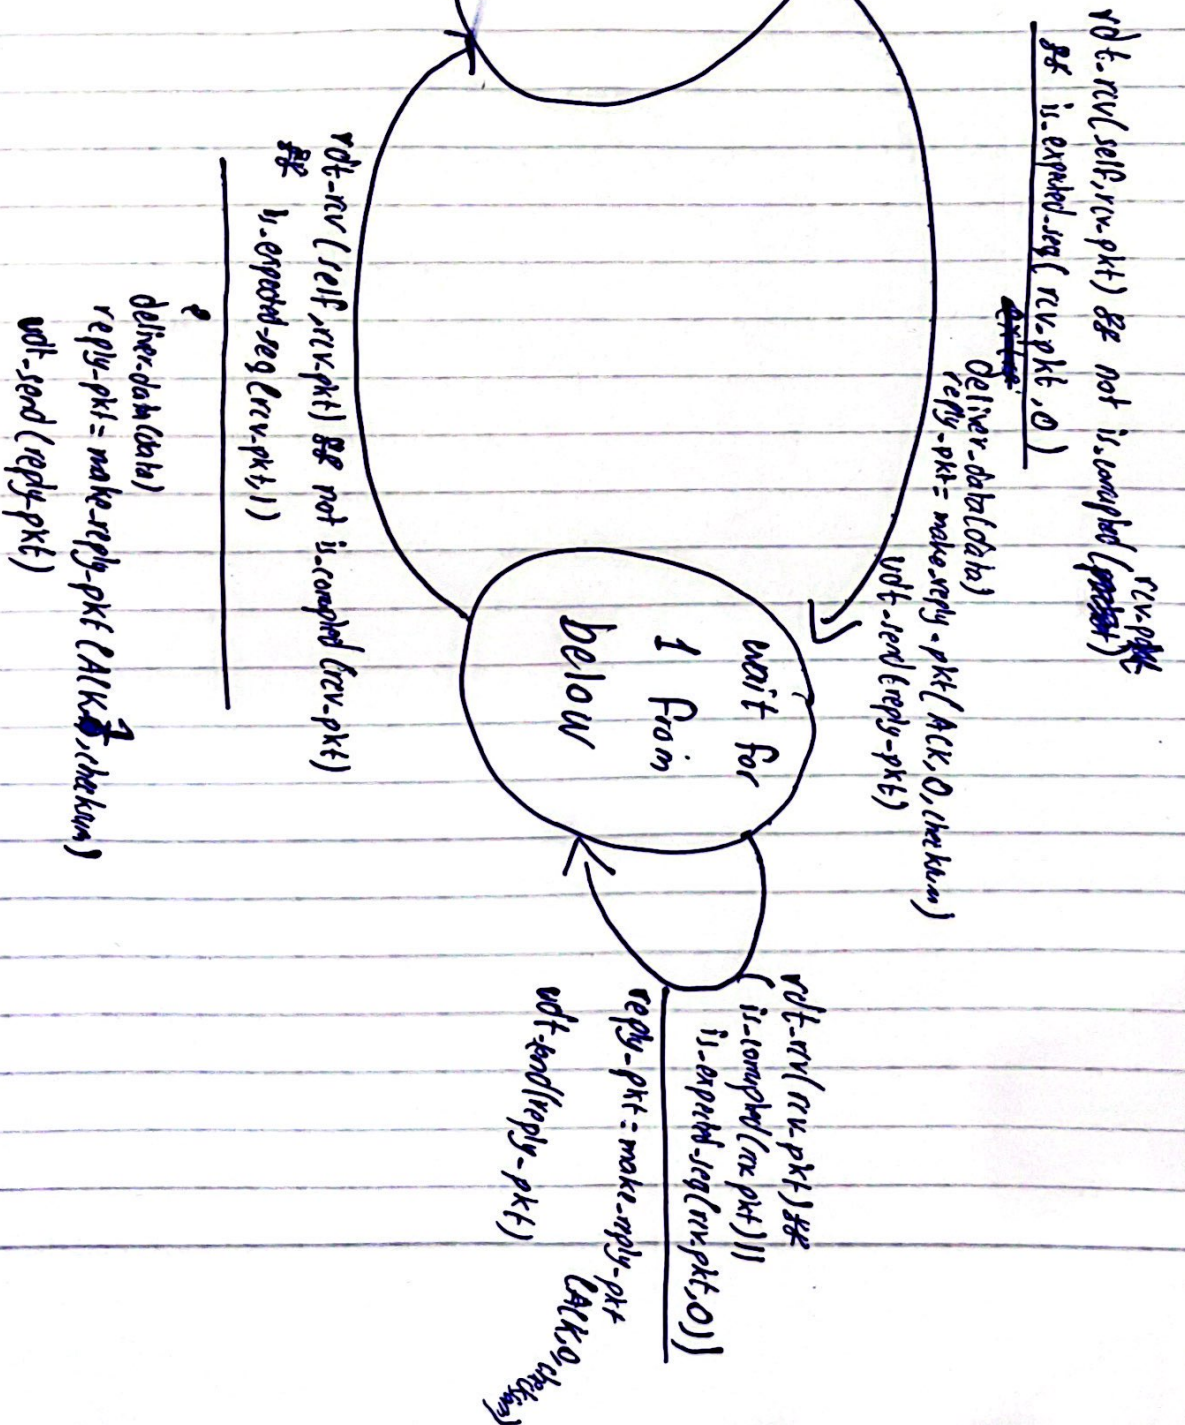 rdt-rcv(self,rcv-pkt) && not is-corrupted(rcv-pkt)
&& is-expected-seq(rcv-pkt,0)
deliver-data(data)
reply-pkt = make-reply-pkt(ACK,0,checksum)
udt-send(reply-pkt)
wait for
1 from
below
rdt-rcv(rcv-pkt) &&
(is-corrupted(rcv-pkt) ||
is-expected-seq(rcv-pkt,0))
reply-pkt = make-reply-pkt
(ACK,0,checksum)
udt-send(reply-pkt)
rdt-rcv(self,rcv-pkt) && not is-corrupted(rcv-pkt)
&& is-expected-seq(rcv-pkt,1)
deliver-data(data)
reply-pkt = make-reply-pkt(ACK,1,checksum)
udt-send(reply-pkt)